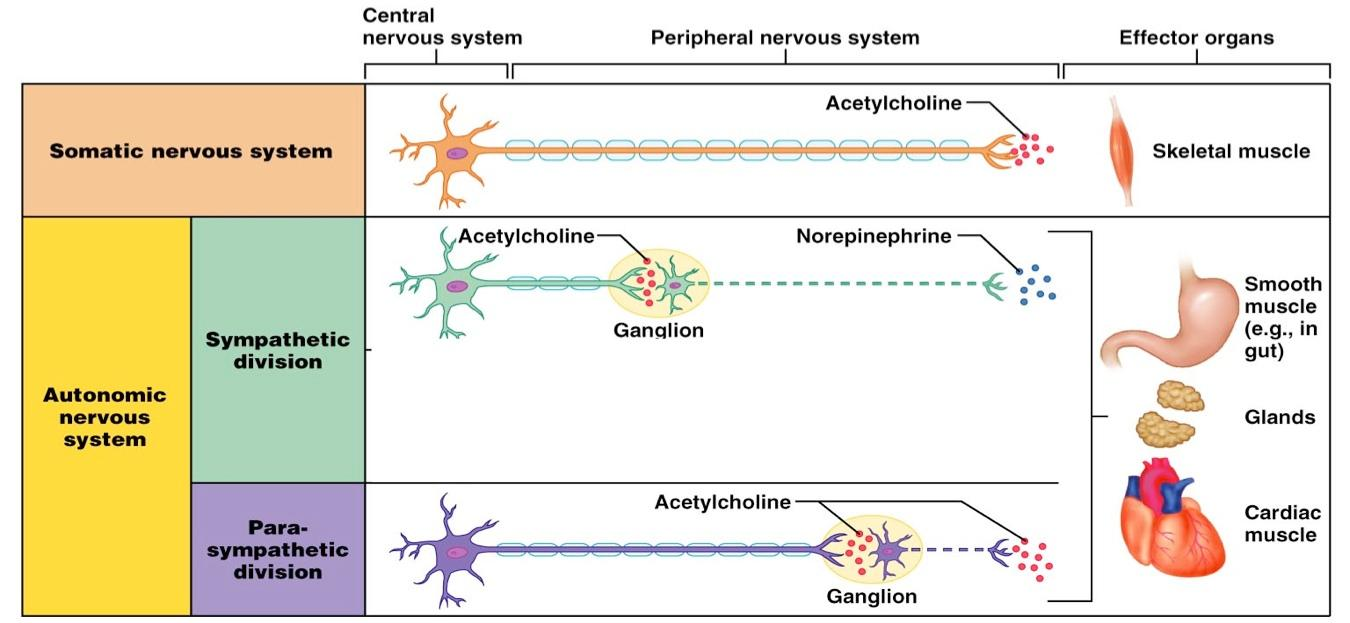 Central
nervous system
Peripheral nervous system
Effector organs
Somatic nervous system
Acetylcholine
Skeletal muscle
Autonomic
nervous
system
Sympathetic
division
Acetylcholine
Ganglion
Norepinephrine
Smooth
muscle
(e.g., in
gut)
Glands
Cardiac
muscle
Para-
sympathetic
division
Acetylcholine
Ganglion